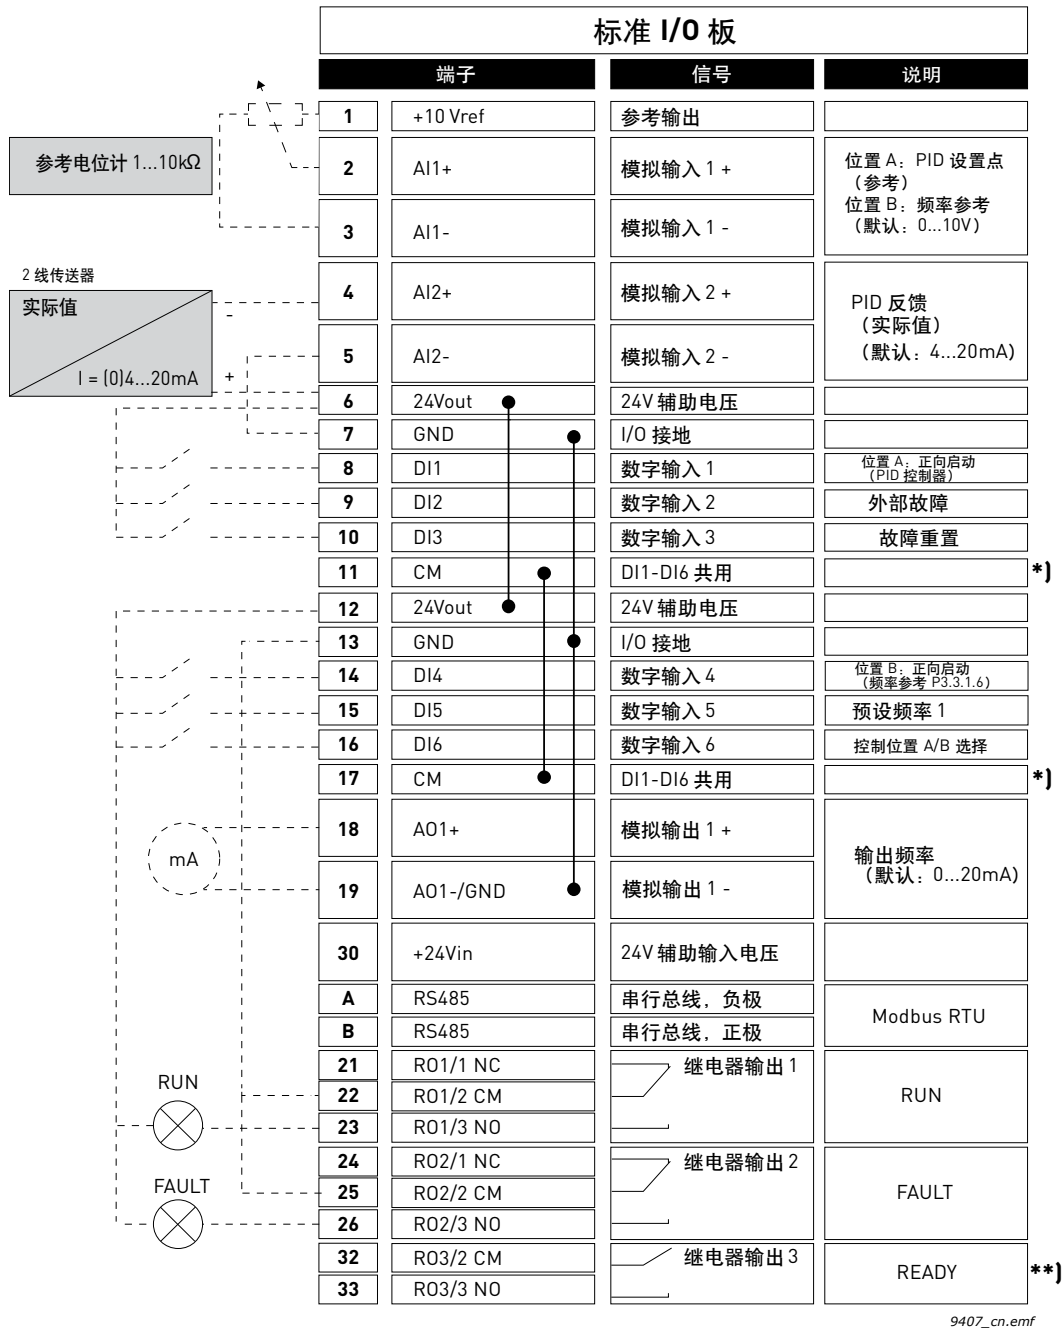 标准 I/O 板
端子 信号 说明
1 +10 Vref 参考输出
参考电位计 1...10kΩ
2 AI1+ 模拟输入 1 +
3 AI1- 模拟输入 1 -
位置 A：PID 设置点
（参考）
位置 B：频率参考
（默认：0...10V）
2 线传送器
实际值
-
I = (0)4...20mA
+
4 AI2+ 模拟输入 2 +
5 AI2- 模拟输入 2 -
PID 反馈
（实际值）
（默认：4...20mA）
6 24Vout 24V 辅助电压
7 GND I/O 接地
8 DI1 数字输入 1 位置 A：正向启动
（PID 控制器）
9 DI2 数字输入 2 外部故障
10 DI3 数字输入 3 故障重置
11 CM DI1-DI6 共用 *)
12 24Vout 24V 辅助电压
13 GND I/O 接地
14 DI4 数字输入 4 位置 B：正向启动
（频率参考 P3.3.1.6）
15 DI5 数字输入 5 预设频率 1
16 DI6 数字输入 6 控制位置 A/B 选择
17 CM DI1-DI6 共用 *)
mA
18 AO1+ 模拟输出 1 +
19 AO1-/GND 模拟输出 1 -
输出频率
（默认：0...20mA）
30 +24Vin 24V 辅助输入电压
A RS485 串行总线，负极
B RS485 串行总线，正极
Modbus RTU
RUN
21 RO1/1 NC 继电器输出 1
22 RO1/2 CM RUN
23 RO1/3 NO
24 RO2/1 NC 继电器输出 2
FAULT
25 RO2/2 CM FAULT
26 RO2/3 NO
32 RO3/2 CM 继电器输出 3
READY **)
33 RO3/3 NO
9407_cn.emf